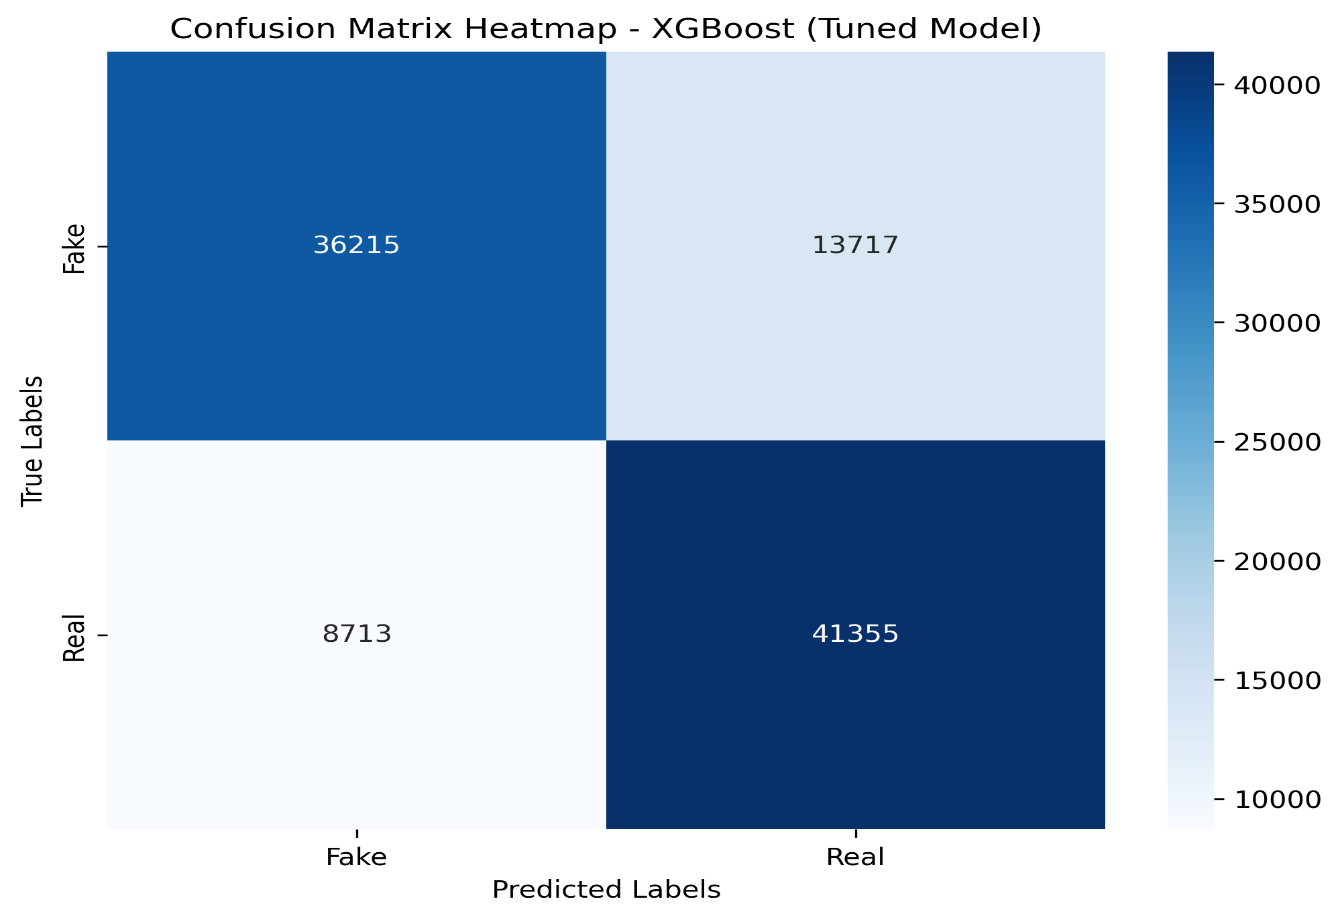 Confusion Matrix Heatmap - XGBoost (Tuned Model)
True Labels
Fake
36215
13717
Real
8713
41355
Fake
Real
Predicted Labels
40000
35000
30000
25000
20000
15000
10000